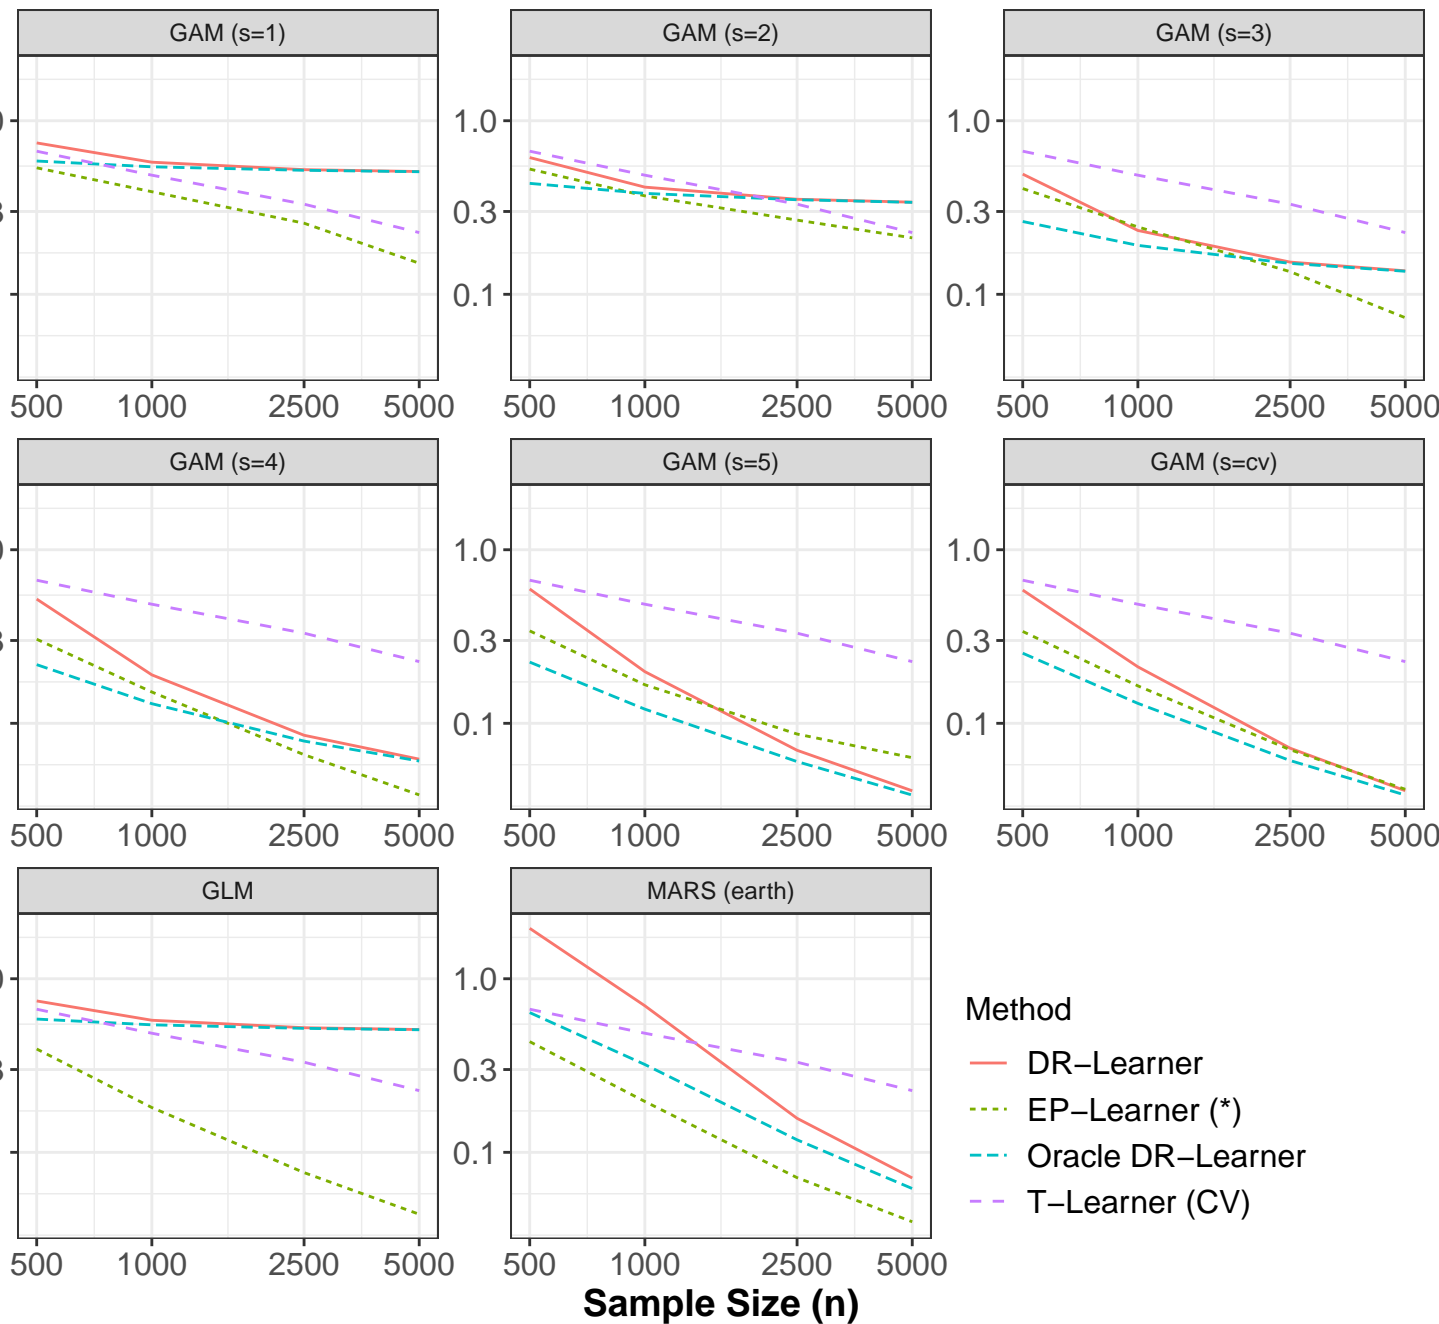 GAM (s=1) GAM (s=2) GAM (s=3)
1.0 1.0
0.3 0.3
0.1 0.1
500 1000 2500 5000 500 1000 2500 5000 500 1000 2500 5000
GAM (s=4) GAM (s=5) GAM (s=cv)
1.0 1.0
0.3 0.3
0.1 0.1
500 1000 2500 5000 500 1000 2500 5000 500 1000 2500 5000
GLM MARS (earth)
1.0
0.3
0.1
500 1000 2500 5000 500 1000 2500 5000
Sample Size (n)
Method
DR−Learner
EP−Learner (*)
Oracle DR−Learner
T−Learner (CV)